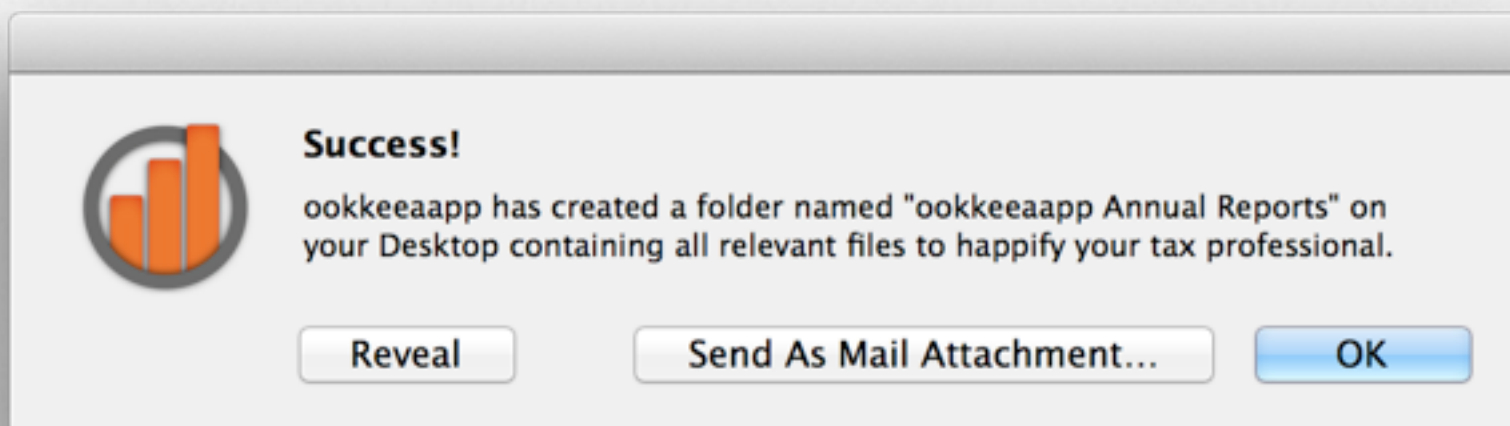 Success!
ookkeeaapp has created a folder named "ookkeeaapp Annual Reports" on
your Desktop containing all relevant files to happify your tax professional.
Reveal
Send As Mail Attachment...
OK